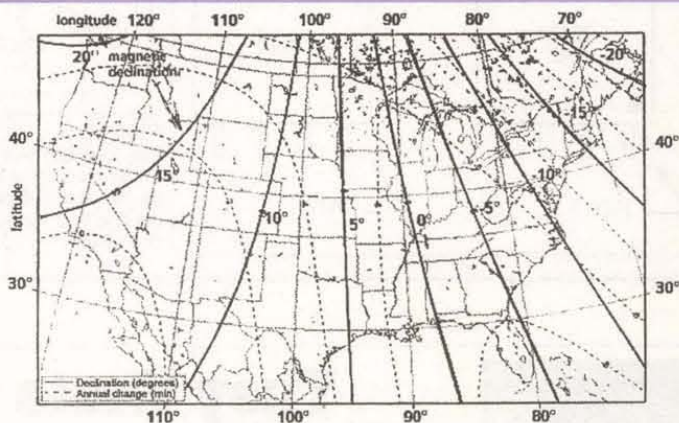 longitude 120° 110° 100° 90° 80° 70°
20° magnetic declination -20°
-15°
40° 40°
15° -10°
latitude
10° 5° 0° -5°
30° 30°
Declination (degrees)
Annual change (min)
110° 100° 90° 80°